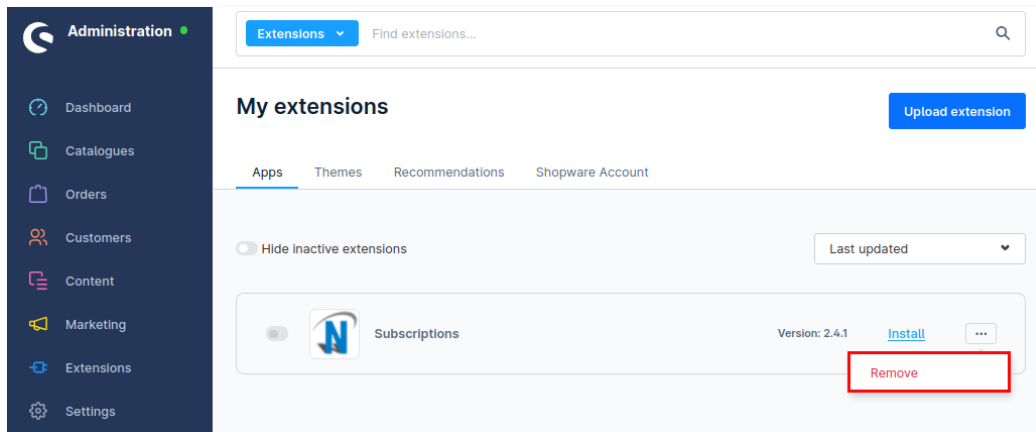 Administration
Extensions
Find extensions...
Dashboard
Catalogues
Orders
Customers
Content
Marketing
Extensions
Settings
My extensions
Upload extension
Apps
Themes
Recommendations
Shopware Account
Hide inactive extensions
Last updated
N
Subscriptions
Version: 2.4.1
Install
...
Remove